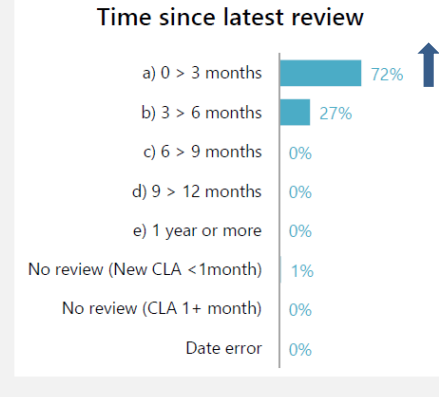 Time since latest review
a) 0 > 3 months 72%
b) 3 > 6 months 27%
c) 6 > 9 months 0%
d) 9 > 12 months 0%
e) 1 year or more 0%
No review (New CLA <1month) 1%
No review (CLA 1+ month) 0%
Date error 0%